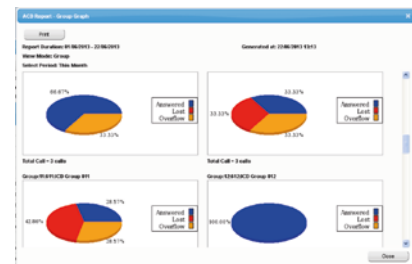 ACD Report - Group Graph
Print
Report Duration: 01/06/2013 - 22/06/2013
Generated at: 22/06/2013 13:13
View Mode: Group
Select Period: This Month
66.67%
33.33%
Answered
Lost
Overflow
33.33%
33.33%
33.33%
Answered
Lost
Overflow
Total Call = 3 calls
Total Call = 3 calls
28.57%
42.86%
28.57%
Answered
Lost
Overflow
100.00%
Answered
Lost
Overflow
Close